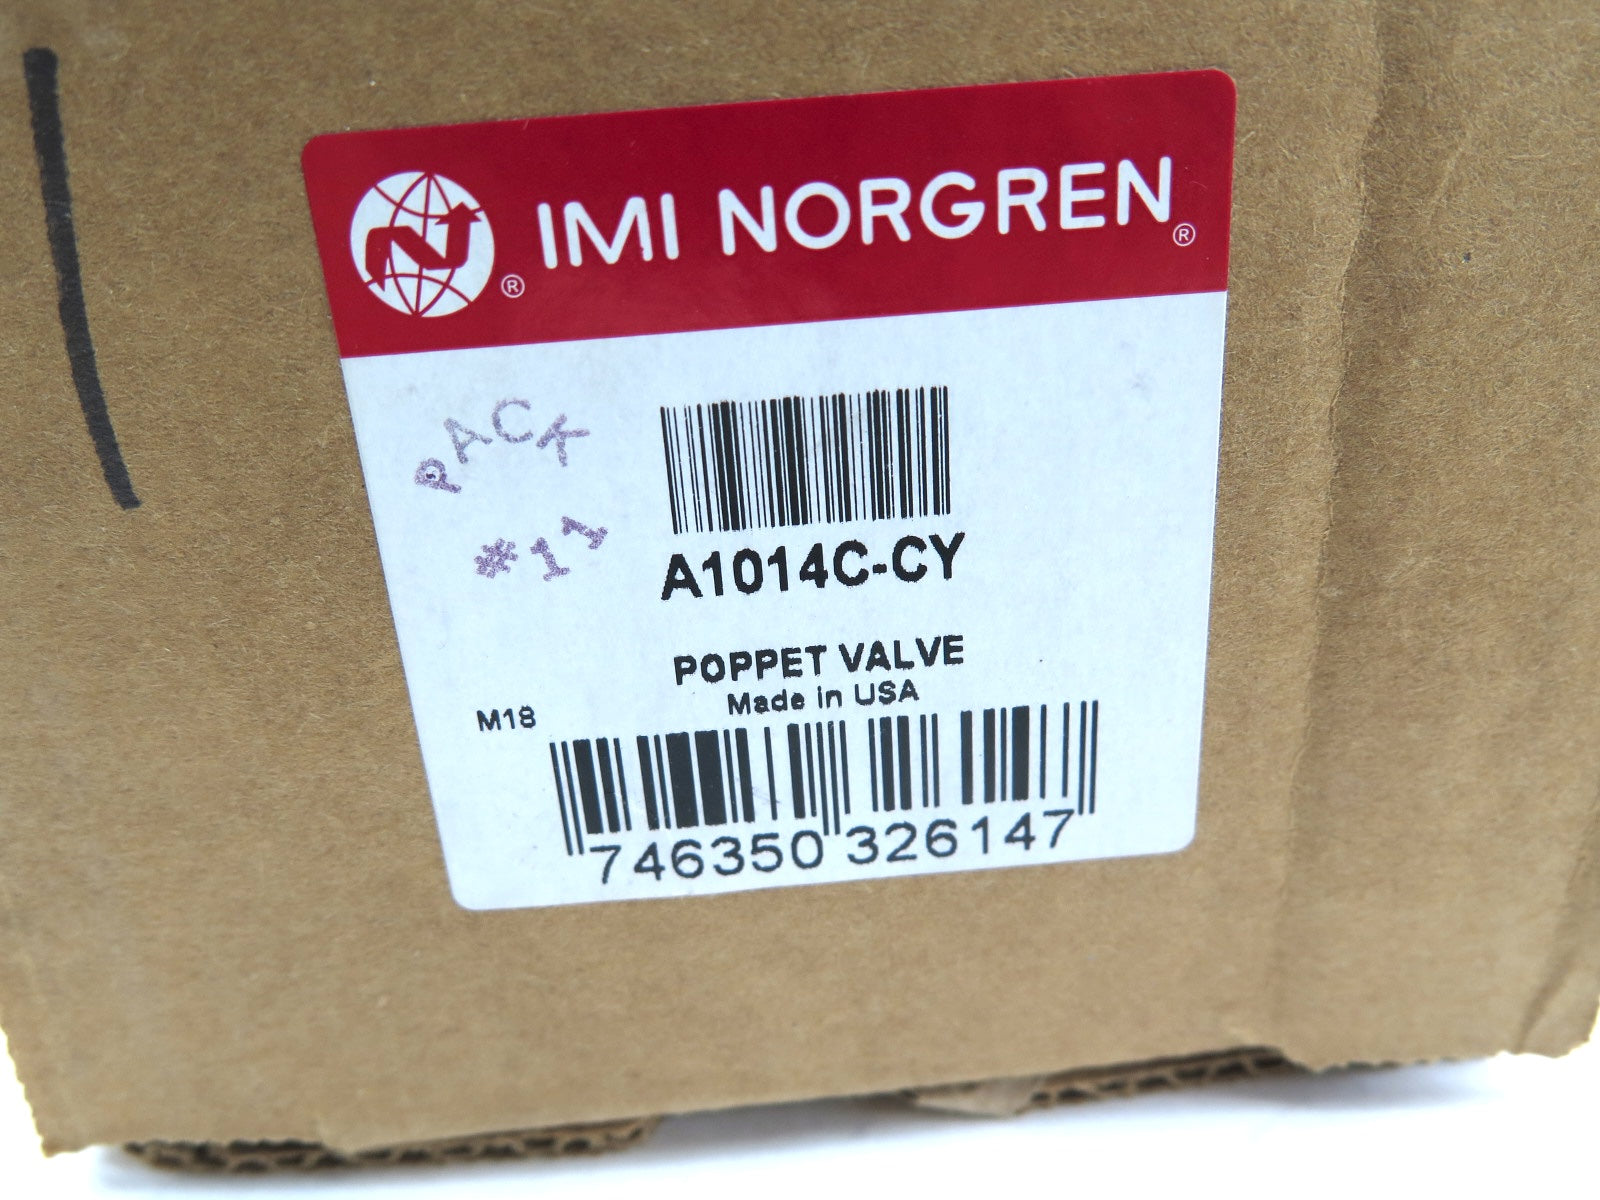 IMI NORGREN®
®
PACK
#11
A1014C-CY
POPPET VALVE
Made in USA
M18
746350 326147